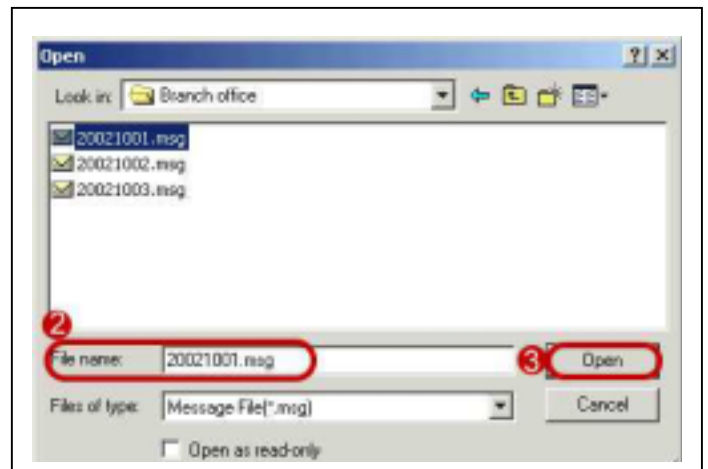 Open
Look in: Branch office
20021001.msg
20021002.msg
20021003.msg
2
File name: 20021001.msg 3 Open
Files of type: Message File(*.msg) Cancel
Open as read-only